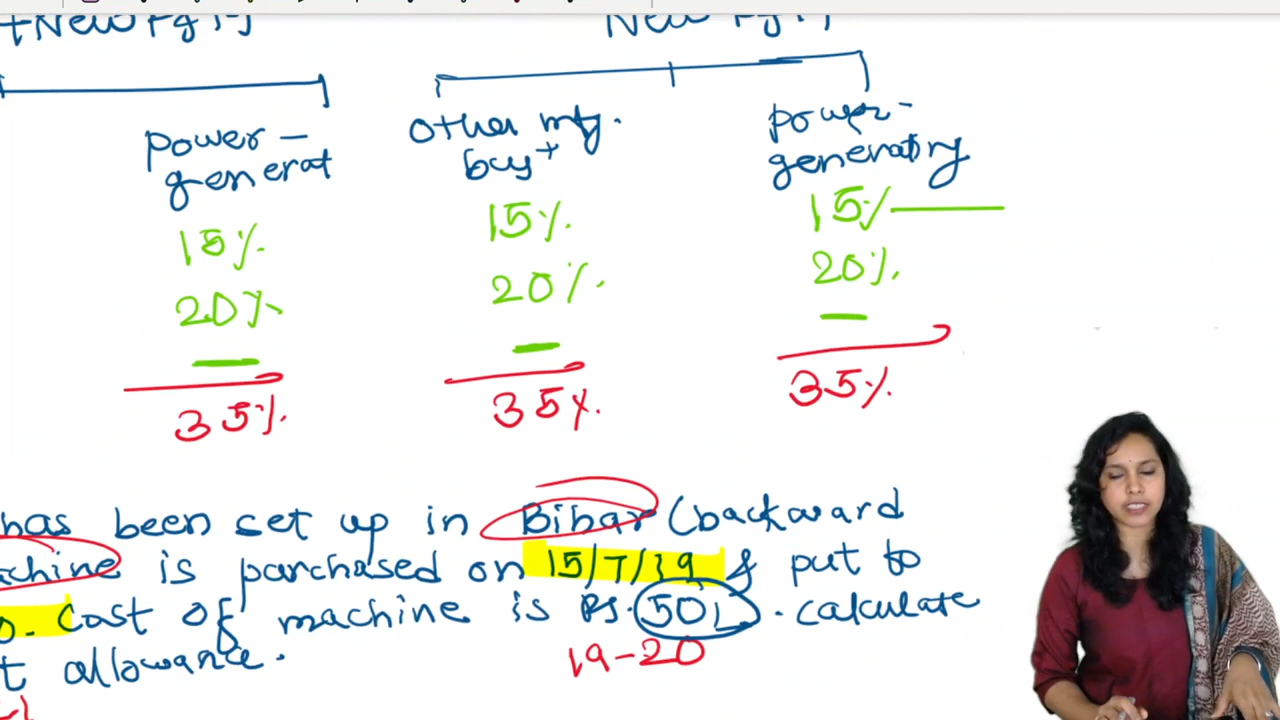 power - generat
15%
20%
35%
other mfg. bus+
15%
20%
35%
power- generating
15%
20%
35%
has been set up in Bihar (backward
achine is purchased on 15/7/19 & put to
0. Cost of machine is Rs. 50L. calculate
t allowance.
19-20